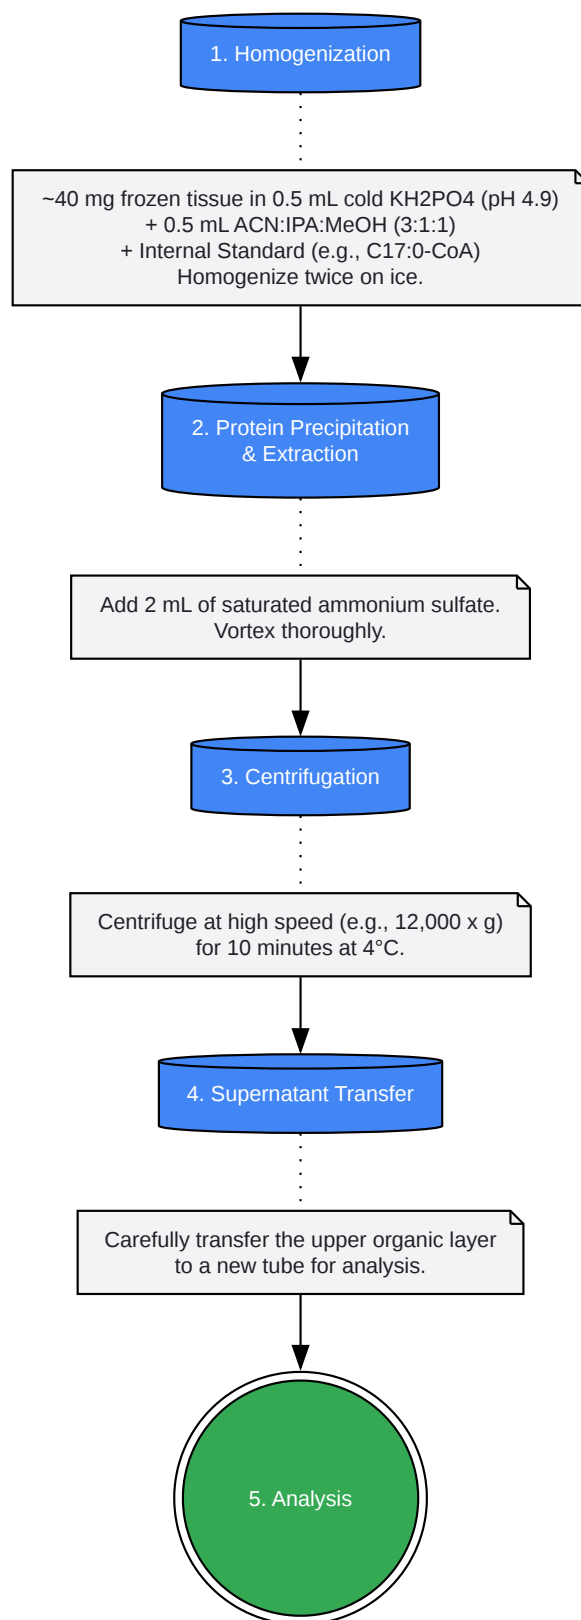 1. Homogenization
~40 mg frozen tissue in 0.5 mL cold KH2PO4 (pH 4.9)
+ 0.5 mL ACN:IPA:MeOH (3:1:1)
+ Internal Standard (e.g., C17:0-CoA)
Homogenize twice on ice.
2. Protein Precipitation
& Extraction
Add 2 mL of saturated ammonium sulfate.
Vortex thoroughly.
3. Centrifugation
Centrifuge at high speed (e.g., 12,000 x g)
for 10 minutes at 4°C.
4. Supernatant Transfer
Carefully transfer the upper organic layer
to a new tube for analysis.
5. Analysis